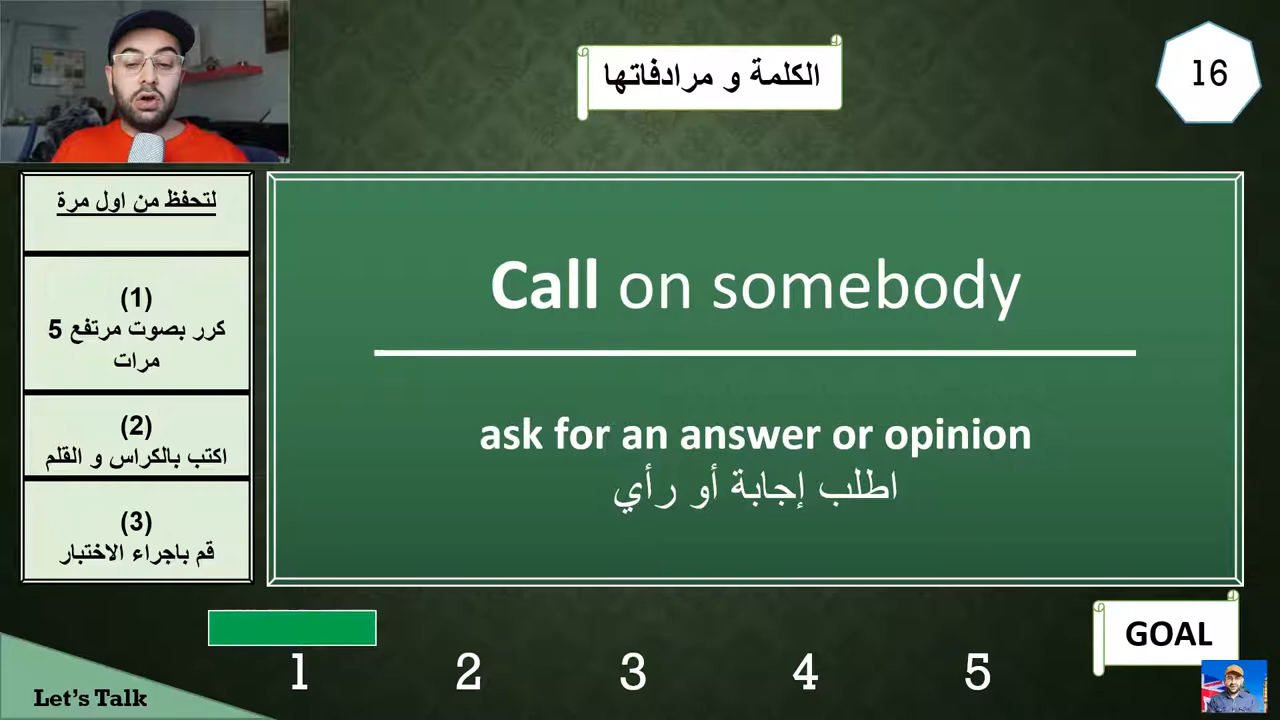 الكلمة و مرادفاتها
16
لتحفظ من اول مرة
(1)
كرر بصوت مرتفع 5
مرات
(2)
اكتب بالكراس و القلم
(3)
قم باجراء الاختبار
Call on somebody
ask for an answer or opinion
اطلب إجابة أو رأي
1 2 3 4 5
GOAL
Let's Talk